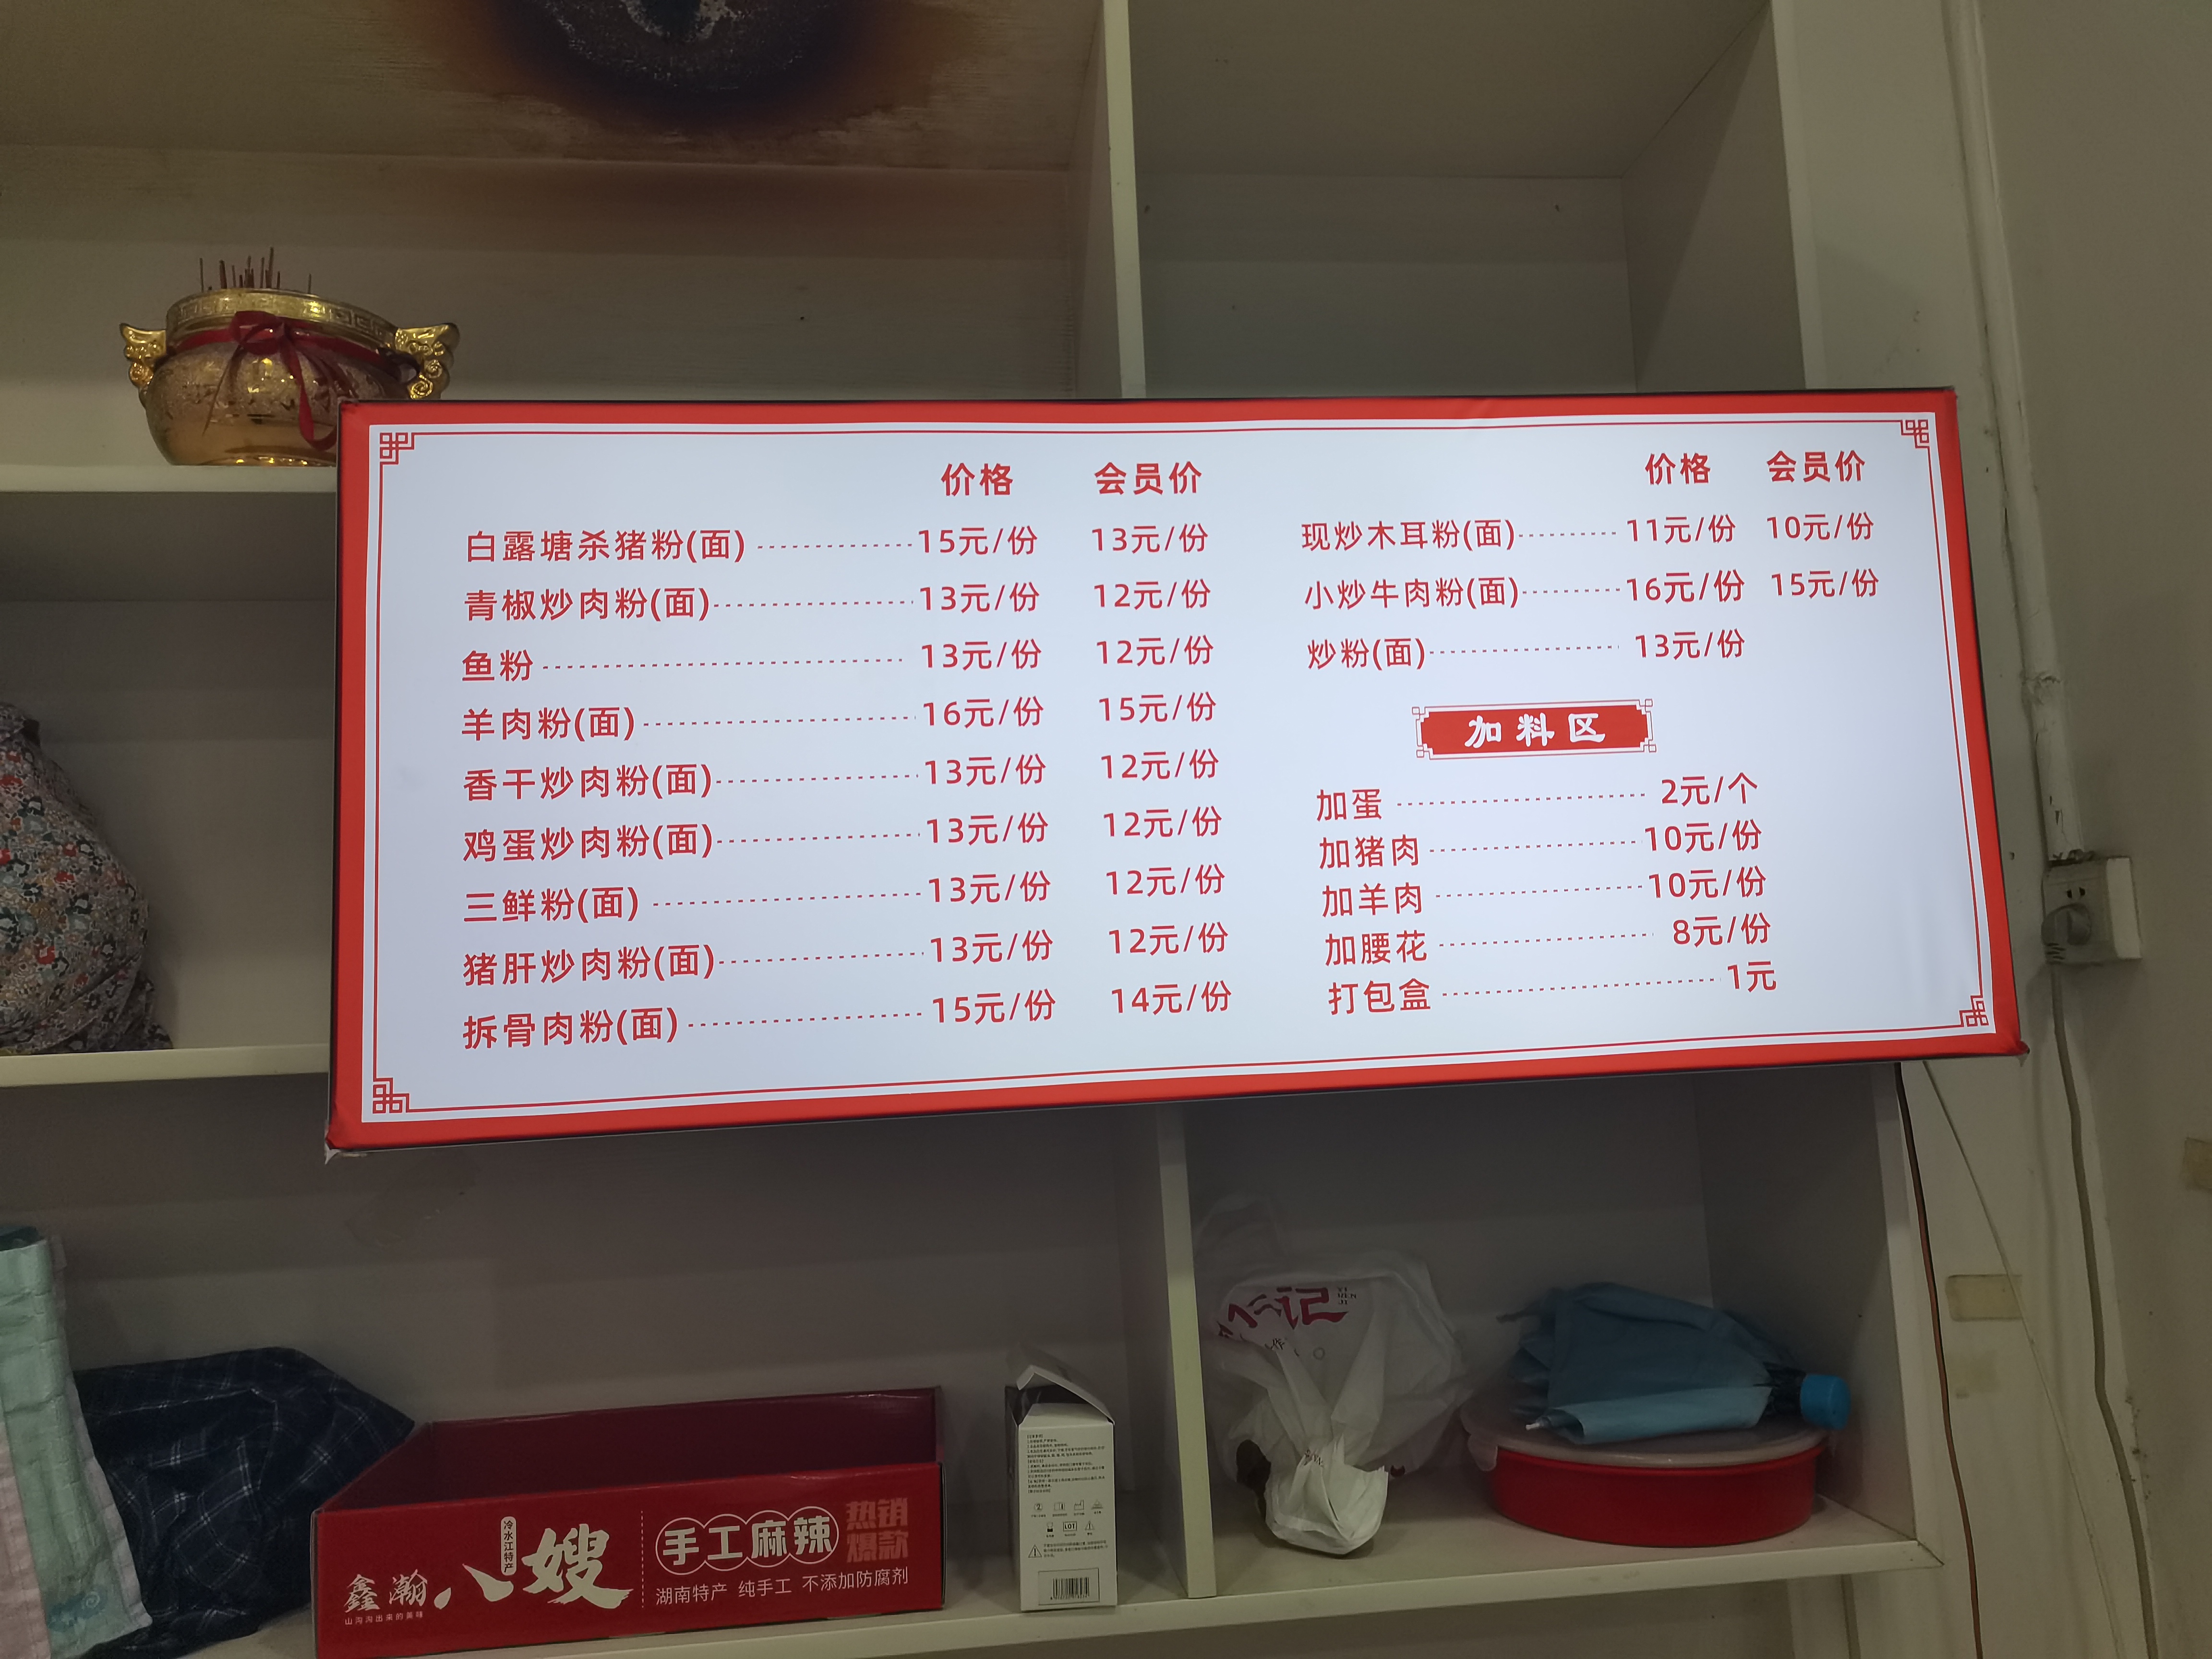 价格 会员价
白露塘杀猪粉(面) 15元/份 13元/份
青椒炒肉粉(面) 13元/份 12元/份
鱼粉 13元/份 12元/份
羊肉粉(面) 16元/份 15元/份
香干炒肉粉(面) 13元/份 12元/份
鸡蛋炒肉粉(面) 13元/份 12元/份
三鲜粉(面) 13元/份 12元/份
猪肝炒肉粉(面) 13元/份 12元/份
拆骨肉粉(面) 15元/份 14元/份
价格 会员价
现炒木耳粉(面) 11元/份 10元/份
小炒牛肉粉(面) 16元/份 15元/份
炒粉(面) 13元/份
加料区
加蛋 2元/个
加猪肉 10元/份
加羊肉 10元/份
加腰花 8元/份
打包盒 1元
记
鑫瀚
山沟沟出来的美味
八嫂
冷水江特产
手工麻辣
热销
爆款
湖南特产 纯手工 不添加防腐剂
LOT